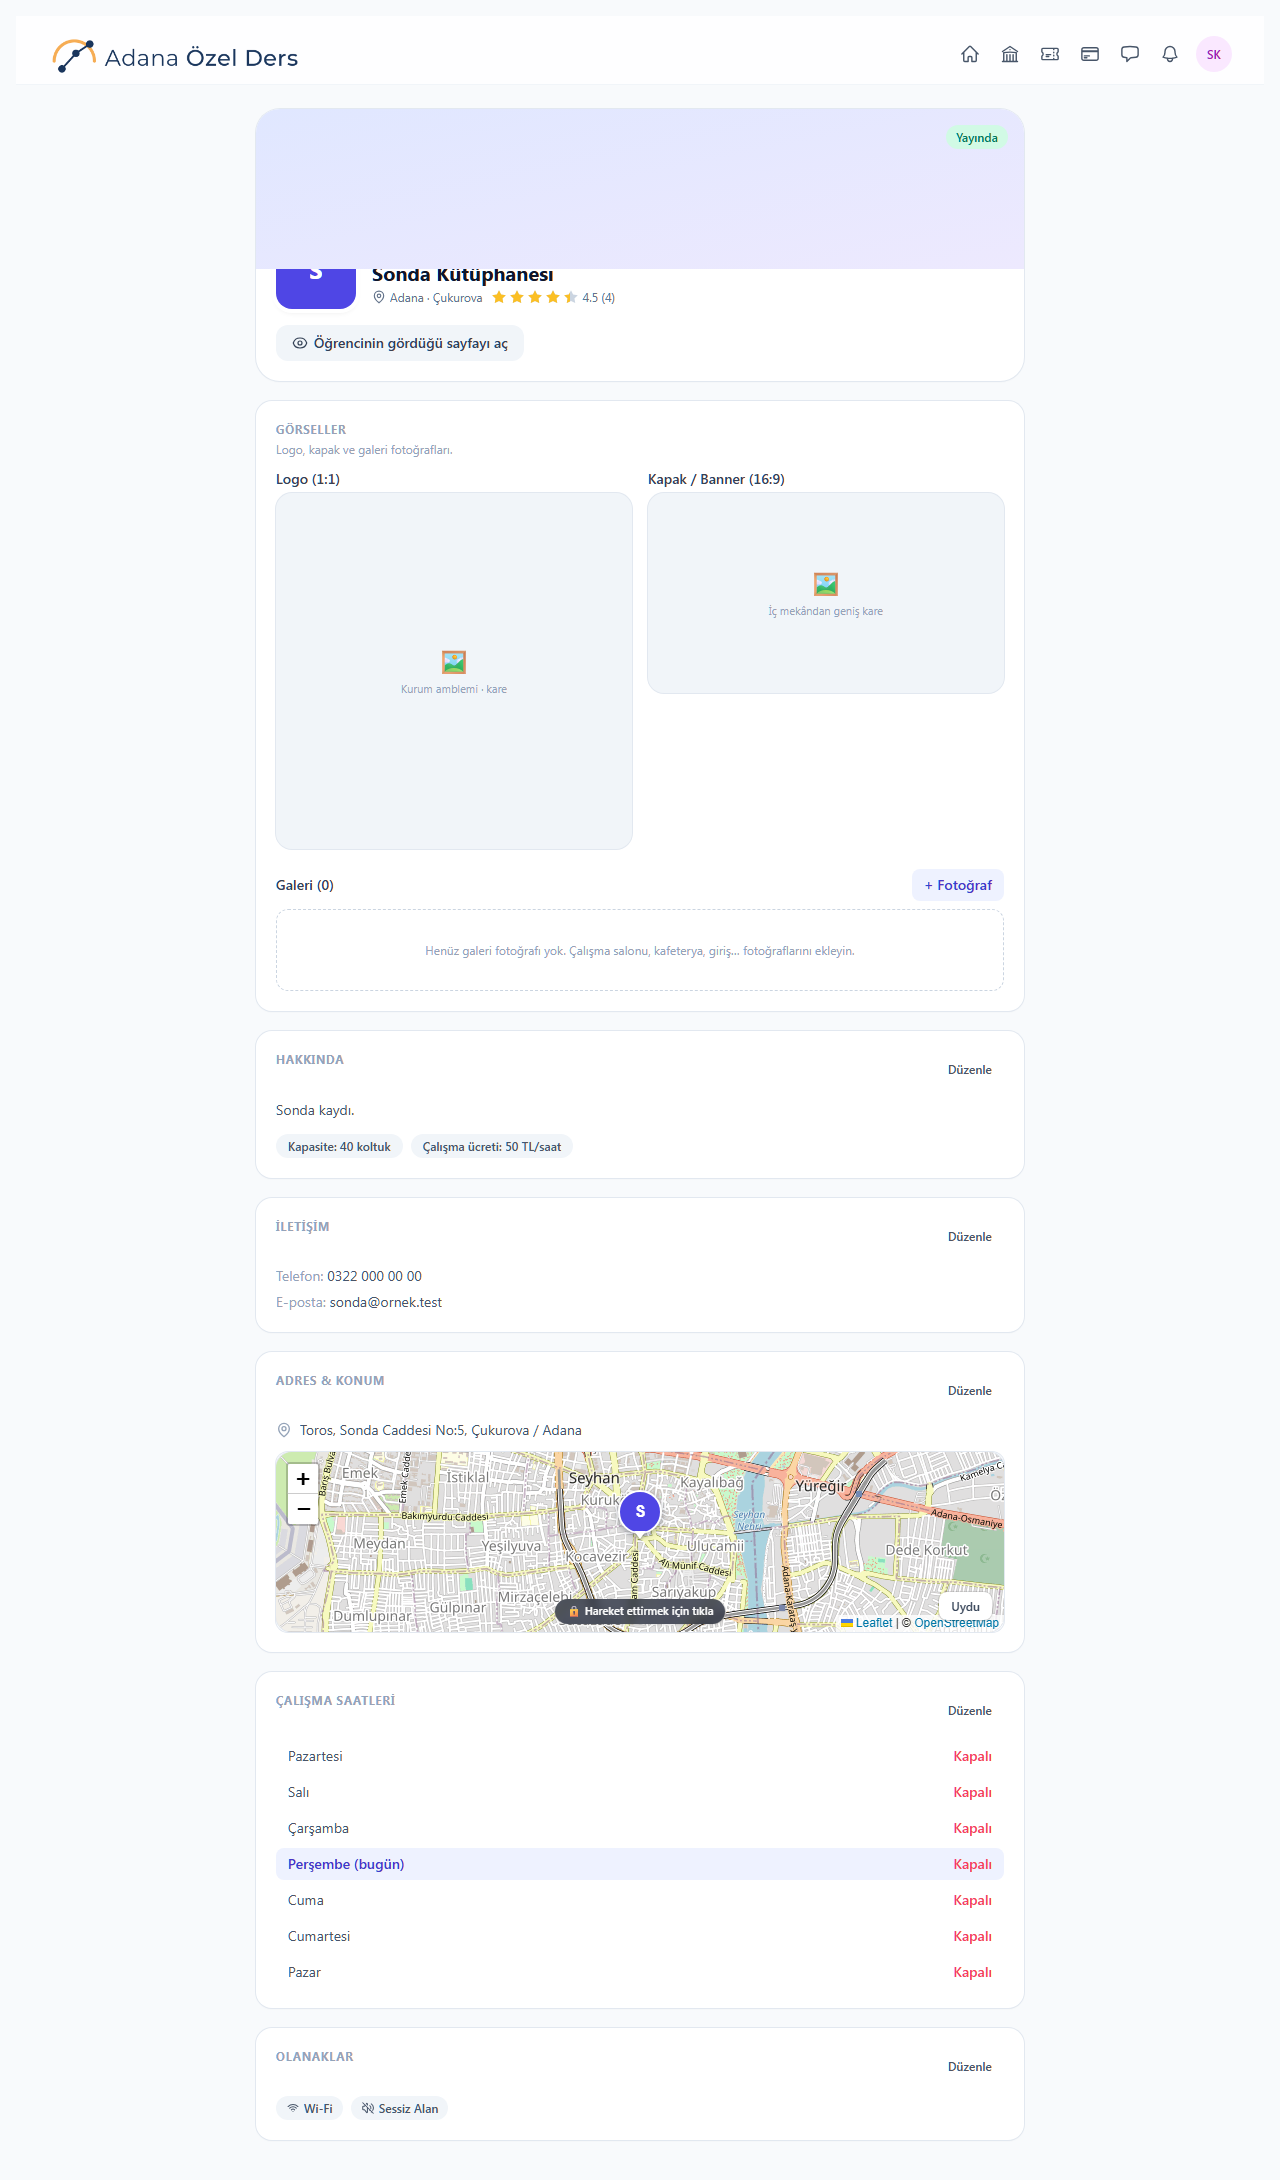 Adana Özel Ders
SK
Yayında
S
Sonda Kütüphanesi
Adana · Çukurova 4.5 (4)
Öğrencinin gördüğü sayfayı aç
GÖRSELLER
Logo, kapak ve galeri fotoğrafları.
Logo (1:1)
Kapak / Banner (16:9)
İç mekândan geniş kare
Kurum amblemi · kare
Galeri (0)
+ Fotoğraf
Henüz galeri fotoğrafı yok. Çalışma salonu, kafeterya, giriş... fotoğraflarını ekleyin.
HAKKINDA
Düzenle
Sonda kaydı.
Kapasite: 40 koltuk
Çalışma ücreti: 50 TL/saat
İLETİŞİM
Düzenle
Telefon: 0322 000 00 00
E-posta: sonda@ornek.test
ADRES & KONUM
Düzenle
Toros, Sonda Caddesi No:5, Çukurova / Adana
+
−
Emek
İstiklal
Seyhan
Kayalıbağ
Yüreğir
Bakımyurdu Caddesi
Seyhan Nehri
Adana-Osmaniye
Meydan
Yeşilyuva
Kocavezir
S
Ulucamii
Ali Münif Caddesi
Dede Korkut
Dumlupınar
Gülpınar
Mirzaçelebi
Sarıyakup
Hareket ettirmek için tıkla
Uydu
Leaflet | © OpenStreetMap
ÇALIŞMA SAATLERİ
Düzenle
Pazartesi Kapalı
Salı Kapalı
Çarşamba Kapalı
Perşembe (bugün) Kapalı
Cuma Kapalı
Cumartesi Kapalı
Pazar Kapalı
OLANAKLAR
Düzenle
Wi-Fi
Sessiz Alan